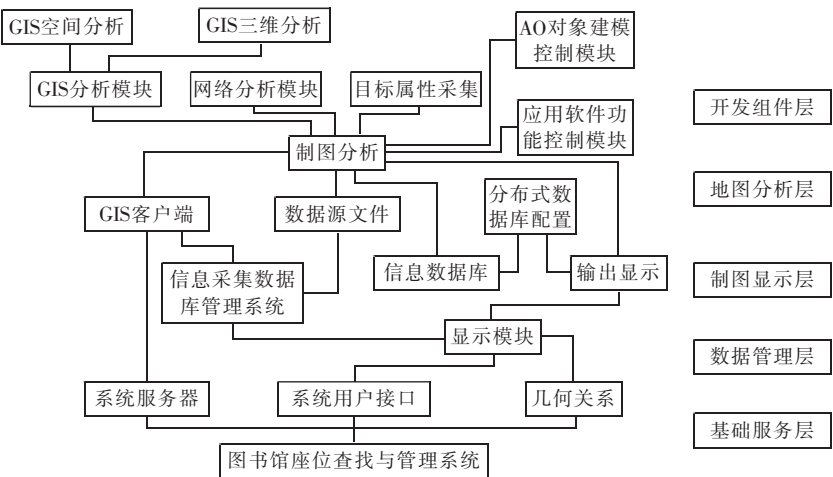 GIS空间分析
GIS三维分析
AO对象建模
控制模块
GIS分析模块
网络分析模块
目标属性采集
开发组件层
应用软件功
能控制模块
制图分析
地图分析层
GIS客户端
数据源文件
分布式数
据库配置
信息采集数据
库管理系统
信息数据库
输出显示
制图显示层
显示模块
数据管理层
系统服务器
系统用户接口
几何关系
基础服务层
图书馆座位查找与管理系统